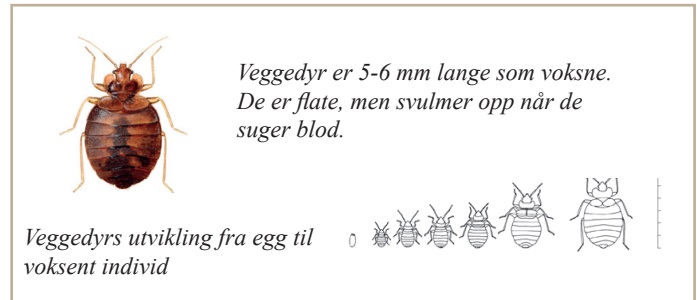 Veggedyr er 5-6 mm lange som voksne.
De er flate, men svulmer opp når de
suger blod.
Veggedyrs utvikling fra egg til
voksent individ